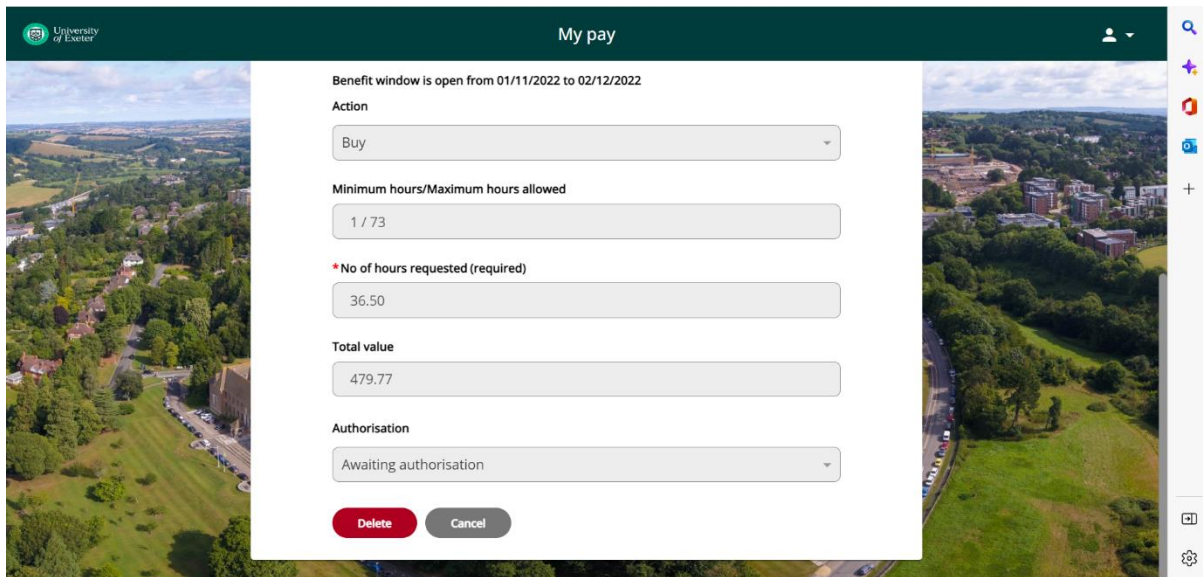 University
of Exeter
My pay
Benefit window is open from 01/11/2022 to 02/12/2022
Action
Buy
Minimum hours/Maximum hours allowed
1 / 73
*No of hours requested (required)
36.50
Total value
479.77
Authorisation
Awaiting authorisation
Delete Cancel